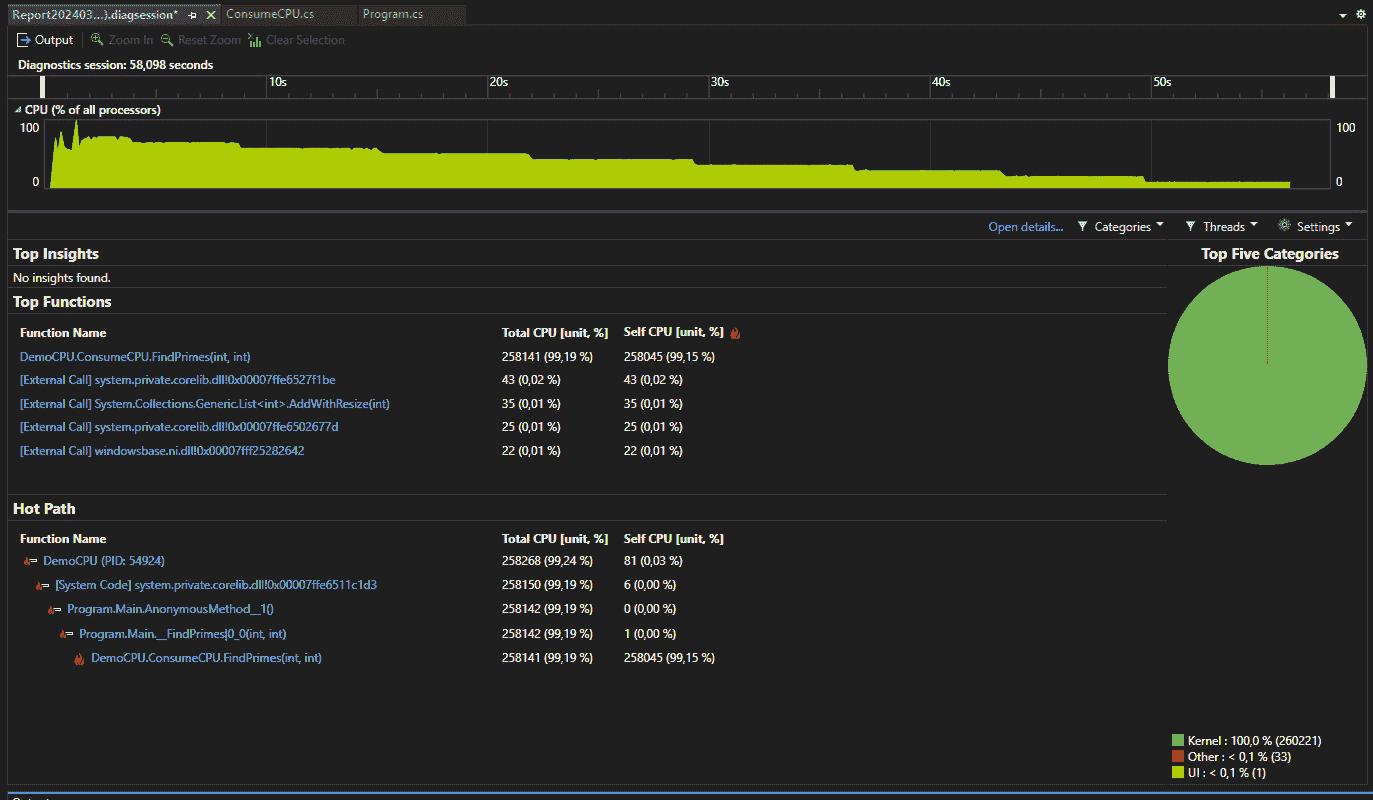 Report202403...).diagsession* ConsumeCPU.cs Program.cs
Output Zoom In Reset Zoom Clear Selection
Diagnostics session: 58,098 seconds
10s 20s 30s 40s 50s
CPU (% of all processors)
100 100
0 0
Open details... Categories Threads Settings
Top Insights
Top Five Categories
No insights found.
Top Functions
Function Name Total CPU [unit, %] Self CPU [unit, %]
DemoCPU.ConsumeCPU.FindPrimes(int, int) 258141 (99,19 %) 258045 (99,15 %)
[External Call] system.private.corelib.dll!0x00007ffe6527f1be 43 (0,02 %) 43 (0,02 %)
[External Call] System.Collections.Generic.List<int>.AddWithResize(int) 35 (0,01 %) 35 (0,01 %)
[External Call] system.private.corelib.dll!0x00007ffe6502677d 25 (0,01 %) 25 (0,01 %)
[External Call] windowsbase.ni.dll!0x00007fff25282642 22 (0,01 %) 22 (0,01 %)
Hot Path
Function Name Total CPU [unit, %] Self CPU [unit, %]
DemoCPU (PID: 54924) 258268 (99,24 %) 81 (0,03 %)
[System Code] system.private.corelib.dll!0x00007ffe6511c1d3 258150 (99,19 %) 6 (0,00 %)
Program.Main.AnonymousMethod__1() 258142 (99,19 %) 0 (0,00 %)
Program.Main.__FindPrimes|0_0(int, int) 258142 (99,19 %) 1 (0,00 %)
DemoCPU.ConsumeCPU.FindPrimes(int, int) 258141 (99,19 %) 258045 (99,15 %)
Kernel : 100,0 % (260221)
Other : < 0,1 % (33)
UI : < 0,1 % (1)